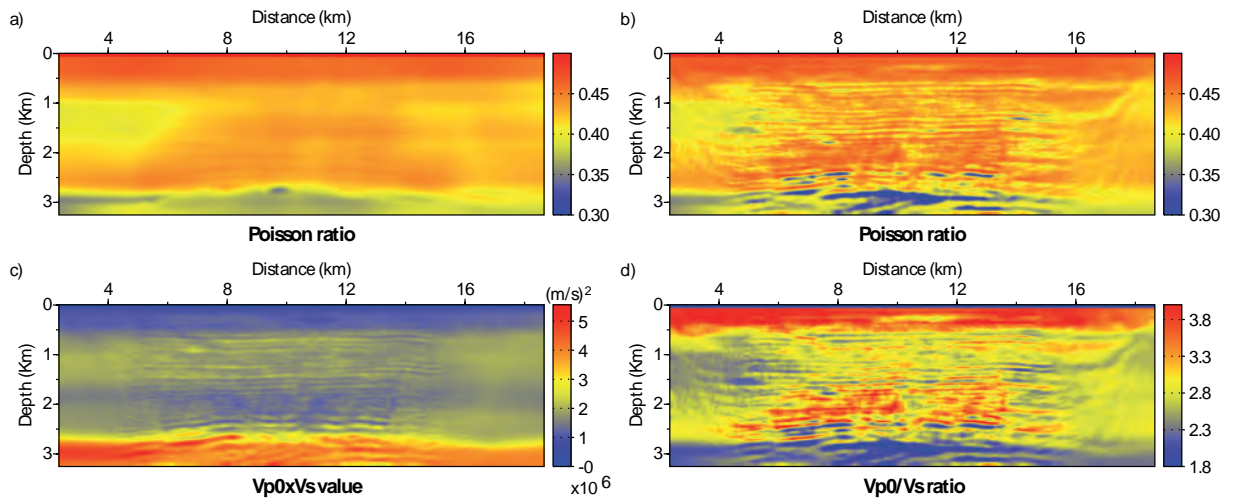 a)
Distance (km)
4 8 12 16
0
1
2
3
Depth (Km)
0.45
0.40
0.35
0.30
Poisson ratio
b)
Distance (km)
4 8 12 16
0
1
2
3
Depth (Km)
0.45
0.40
0.35
0.30
Poisson ratio
c)
Distance (km)
4 8 12 16
(m/s)²
0
1
2
3
Depth (Km)
5
4
3
2
1
-0
x10 6
Vp0xVs value
d)
Distance (km)
4 8 12 16
0
1
2
3
Depth (Km)
3.8
3.3
2.8
2.3
1.8
Vp0/Vs ratio